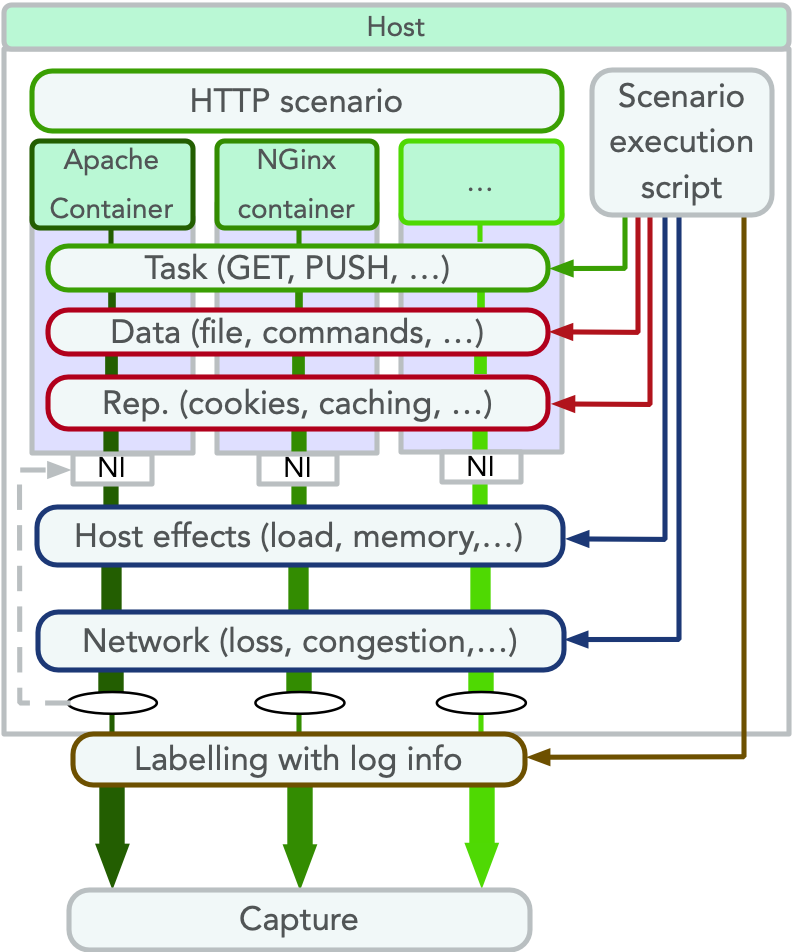 Host
HTTP scenario
Scenario
execution
script
Apache
Container
NGinx
container
...
Task (GET, PUSH, ...)
Data (file, commands, ...)
Rep. (cookies, caching, ...)
NI
NI
NI
Host effects (load, memory,...)
Network (loss, congestion,...)
Labelling with log info
Capture